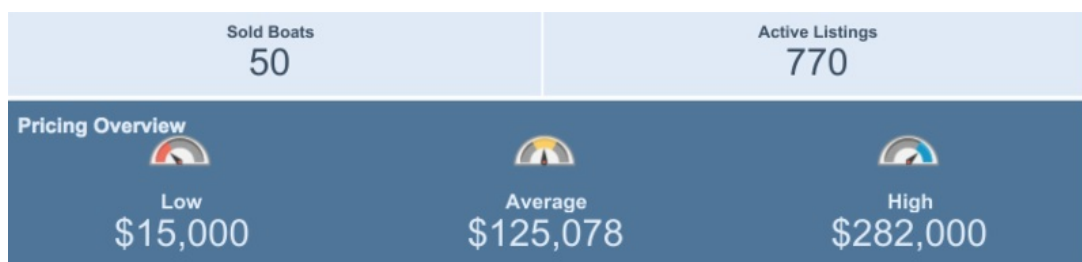 Sold Boats
50
Active Listings
770
Pricing Overview
Low
$15,000
Average
$125,078
High
$282,000